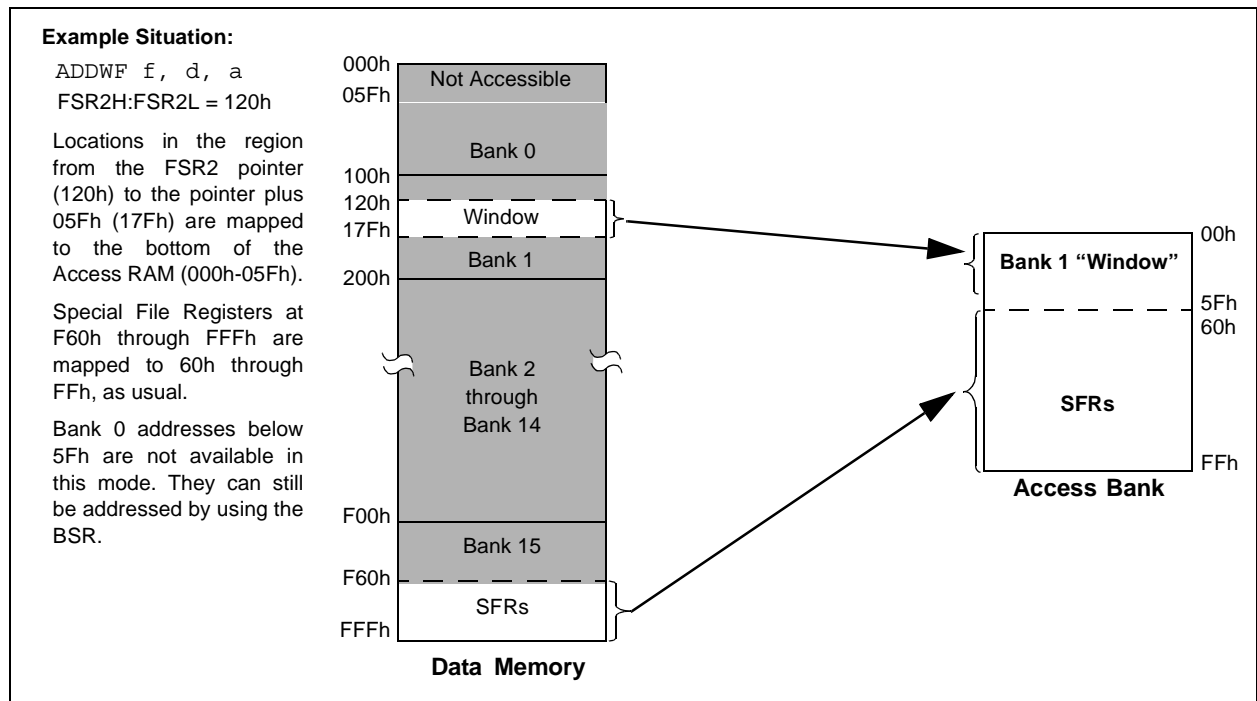 Example Situation:
ADDWF f, d, a
FSR2H:FSR2L = 120h
Locations in the region
from the FSR2 pointer
(120h) to the pointer plus
05Fh (17Fh) are mapped
to the bottom of the
Access RAM (000h-05Fh).
Special File Registers at
F60h through FFFh are
mapped to 60h through
FFh, as usual.
Bank 0 addresses below
5Fh are not available in
this mode. They can still
be addressed by using the
BSR.
000h
Not Accessible
05Fh
Bank 0
100h
120h
Window
17Fh
Bank 1
200h
Bank 2
through
Bank 14
F00h
Bank 15
F60h
SFRs
FFFh
Data Memory
00h
Bank 1 “Window”
5Fh
60h
SFRs
FFh
Access Bank